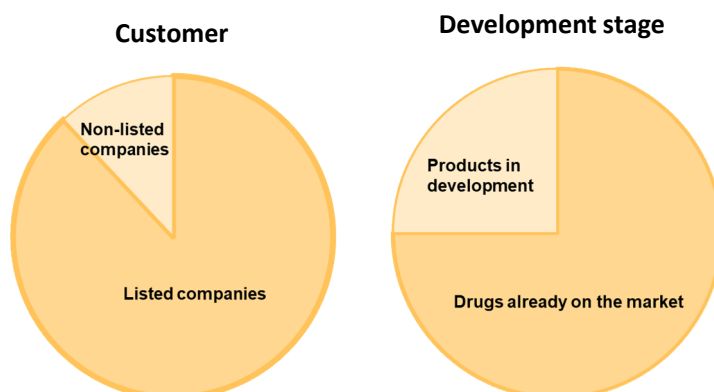 Customer
Development stage
Non-listed
companies
Listed companies
Products in
development
Drugs already on the market